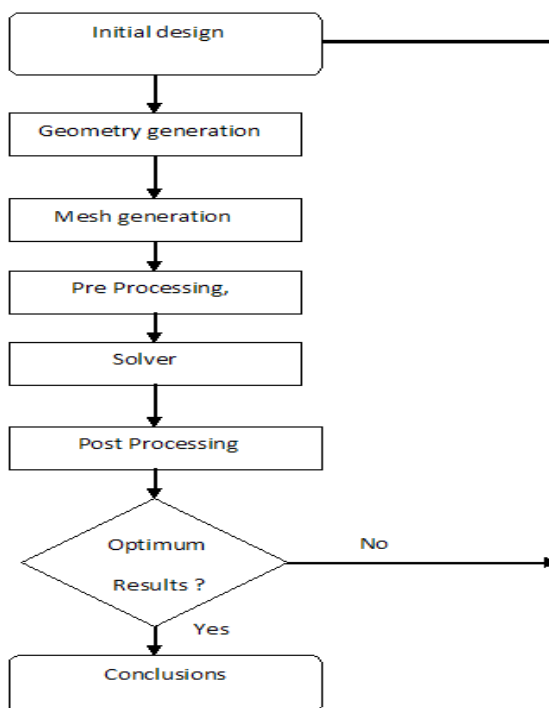 Initial design
Geometry generation
Mesh generation
Pre Processing,
Solver
Post Processing
Optimum
Results ?
No
Yes
Conclusions